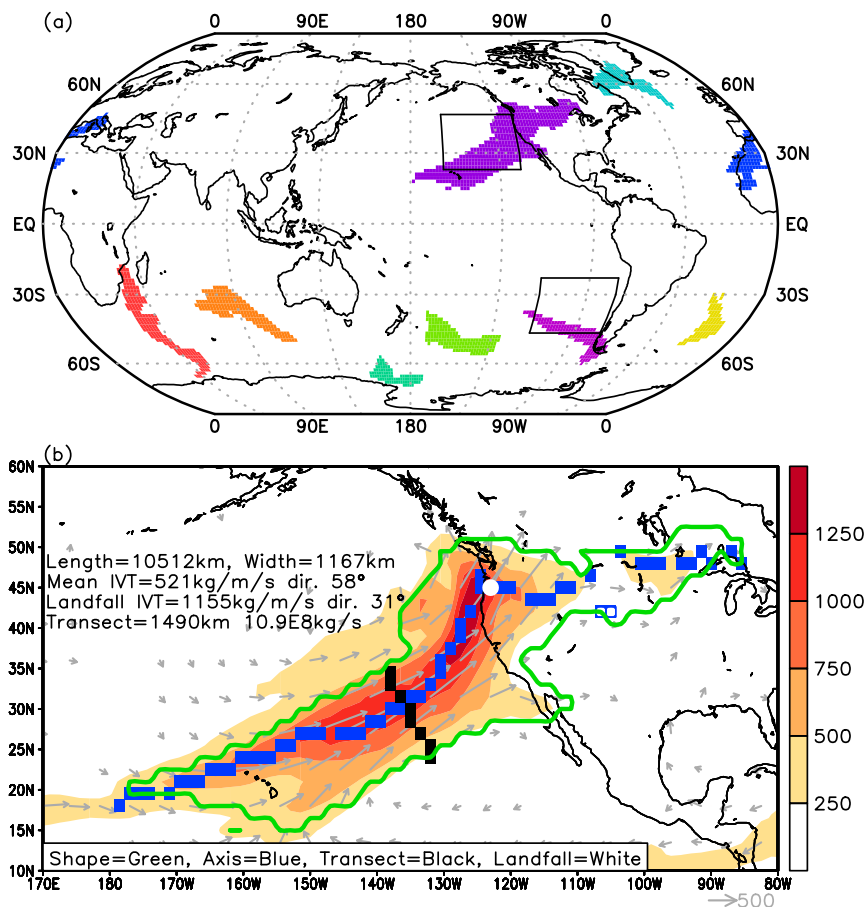 (a)
0 90E 180 90W 0
60N 60N
30N 30N
EQ EQ
30S 30S
60S 60S
0 90E 180 90W 0
(b)
60N
55N
50N
Length=10512km, Width=1167km
Mean IVT=521kg/m/s dir. 58°
Landfall IVT=1155kg/m/s dir. 31°
Transect=1490km 10.9E8kg/s
45N
40N
35N
30N
25N
20N
15N
10N
1250
1000
750
500
250
Shape=Green, Axis=Blue, Transect=Black, Landfall=White
170E 180 170W 160W 150W 140W 130W 120W 110W 100W 90W 80W
500